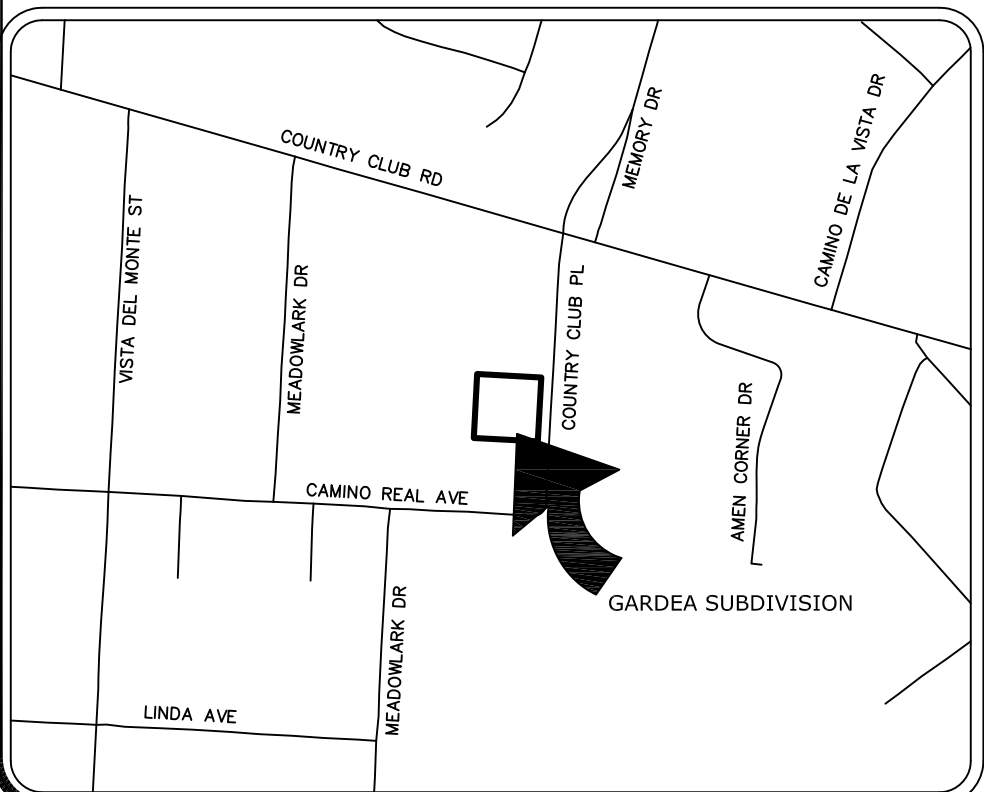 COUNTRY CLUB RD
MEMORY DR
CAMINO DE LA VISTA DR
VISTA DEL MONTE ST
MEADOWLARK DR
COUNTRY CLUB PL
AMEN CORNER DR
CAMINO REAL AVE
GARDEA SUBDIVISION
MEADOWLARK DR
LINDA AVE